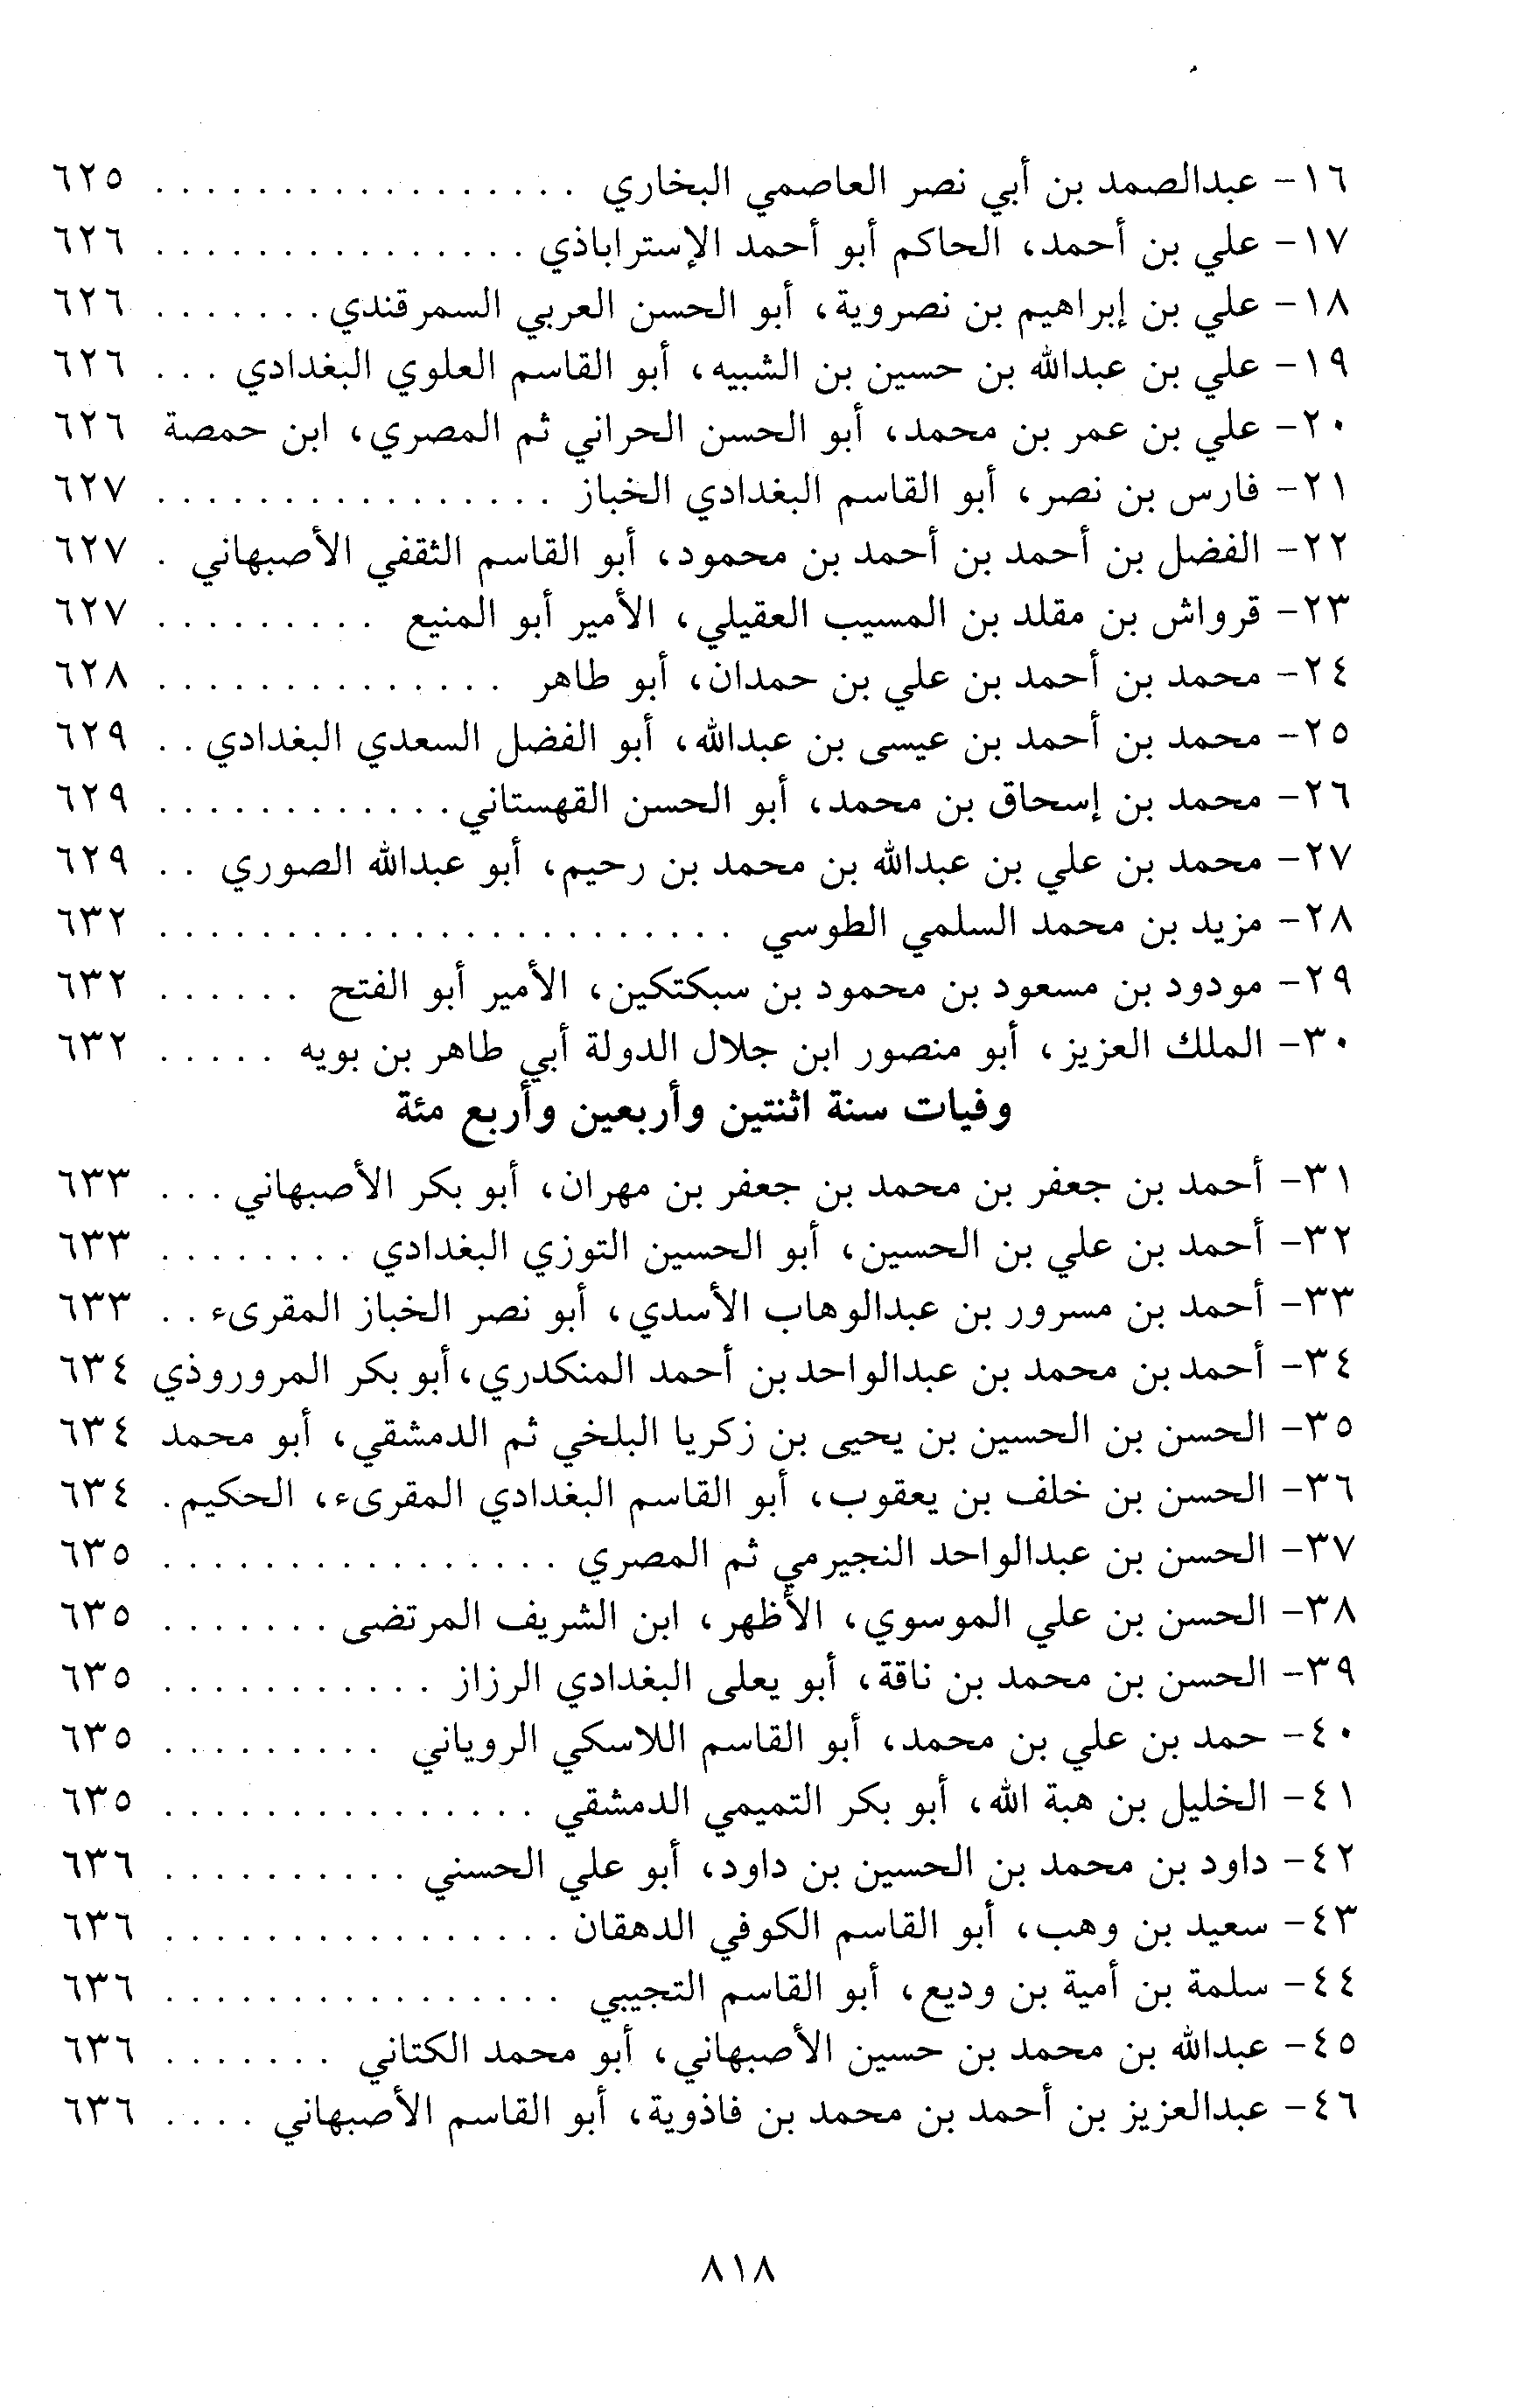 ١٦- عبدالصمد بن أبي نصر العاصمي البخاري . . . . . . . . . . . . . . . . . ٦٢٥
١٧- علي بن أحمد، الحاكم أبو أحمد الإستراباذي . . . . . . . . . . . . . . . ٦٢٦
١٨- علي بن إبراهيم بن نصروية، أبو الحسن العربي السمرقندي . . . . . . . ٦٢٦
١٩- علي بن عبدالله بن حسين بن الشبيه، أبو القاسم العلوي البغدادي . . . ٦٢٦
٢٠- علي بن عمر بن محمد، أبو الحسن الحراني ثم المصري، ابن حمصة ٦٢٦
٢١- فارس بن نصر، أبو القاسم البغدادي الخباز . . . . . . . . . . . . . . . . ٦٢٧
٢٢- الفضل بن أحمد بن أحمد بن محمود، أبو القاسم الثقفي الأصبهاني . ٦٢٧
٢٣- قرواش بن مقلد بن المسيب العقيلي، الأمير أبو المنيع . . . . . . . . . ٦٢٧
٢٤- محمد بن أحمد بن علي بن حمدان، أبو طاهر . . . . . . . . . . . . . . ٦٢٨
٢٥- محمد بن أحمد بن عيسى بن عبدالله، أبو الفضل السعدي البغدادي . . ٦٢٩
٢٦- محمد بن إسحاق بن محمد، أبو الحسن القهستاني . . . . . . . . . . . . ٦٢٩
٢٧- محمد بن علي بن عبدالله بن محمد بن رحيم، أبو عبدالله الصوري . . ٦٢٩
٢٨- مزيد بن محمد السلمي الطوسي . . . . . . . . . . . . . . . . . . . . . . . ٦٣٢
٢٩- مودود بن مسعود بن محمود بن سبكتكين، الأمير أبو الفتح . . . . . . ٦٣٢
٣٠- الملك العزيز، أبو منصور ابن جلال الدولة أبي طاهر بن بويه . . . . . ٦٣٢
وفيات سنة اثنتين وأربعين وأربع مئة
٣١- أحمد بن جعفر بن محمد بن جعفر بن مهران، أبو بكر الأصبهاني . . . ٦٣٣
٣٢- أحمد بن علي بن الحسين، أبو الحسين التوزي البغدادي . . . . . . . . ٦٣٣
٣٣- أحمد بن مسرور بن عبدالوهاب الأسدي، أبو نصر الخباز المقرىء . . ٦٣٣
٣٤- أحمد بن محمد بن عبدالواحد بن أحمد المنكدري، أبو بكر المروروذي ٦٣٤
٣٥- الحسن بن الحسين بن يحيى بن زكريا البلخي ثم الدمشقي، أبو محمد ٦٣٤
٣٦- الحسن بن خلف بن يعقوب، أبو القاسم البغدادي المقرىء، الحكيم . ٦٣٤
٣٧- الحسن بن عبدالواحد النجيرمي ثم المصري . . . . . . . . . . . . . . . . ٦٣٥
٣٨- الحسن بن علي الموسوي، الأظهر، ابن الشريف المرتضى . . . . . . . ٦٣٥
٣٩- الحسن بن محمد بن ناقة، أبو يعلى البغدادي الرزاز . . . . . . . . . . . ٦٣٥
٤٠- حمد بن علي بن محمد، أبو القاسم اللاسكي الروياني . . . . . . . . . ٦٣٥
٤١- الخليل بن هبة الله، أبو بكر التميمي الدمشقي . . . . . . . . . . . . . . . ٦٣٥
٤٢- داود بن محمد بن الحسين بن داود، أبو علي الحسني . . . . . . . . . . ٦٣٦
٤٣- سعيد بن وهب، أبو القاسم الكوفي الدهقان . . . . . . . . . . . . . . . . ٦٣٦
٤٤- سلمة بن أمية بن وديع، أبو القاسم التجيبي . . . . . . . . . . . . . . . . ٦٣٦
٤٥- عبدالله بن محمد بن حسين الأصبهاني، أبو محمد الكتاني . . . . . . . ٦٣٦
٤٦- عبدالعزيز بن أحمد بن محمد بن فاذوية، أبو القاسم الأصبهاني . . . . ٦٣٦
٨١٨